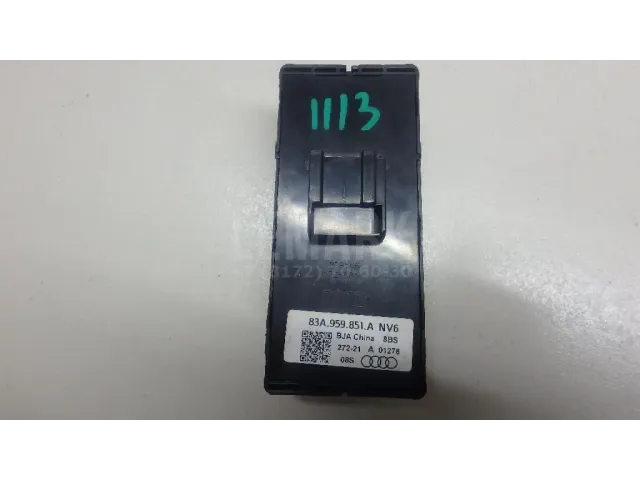 1113
83A.959.851.A NV6
BJA China 8BS
272-21 A 01278
08S